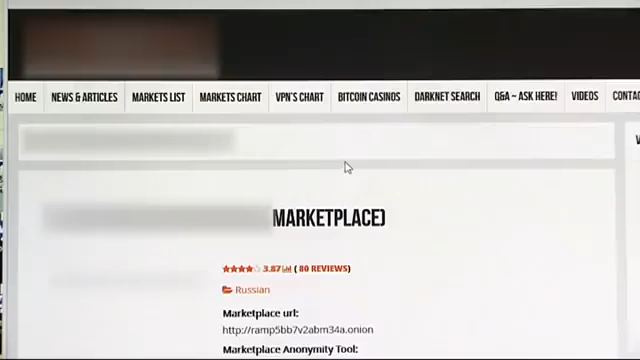 HOME NEWS & ARTICLES MARKETS LIST MARKETS CHART VPN'S CHART BITCOIN CASINOS DARKNET SEARCH Q&A ~ ASK HERE! VIDEOS
MARKETPLACE)
3.87 ( 80 REVIEWS)
Russian
Marketplace url:
http://ramp5bb7v2abm34a.onion
Marketplace Anonymity Tool: